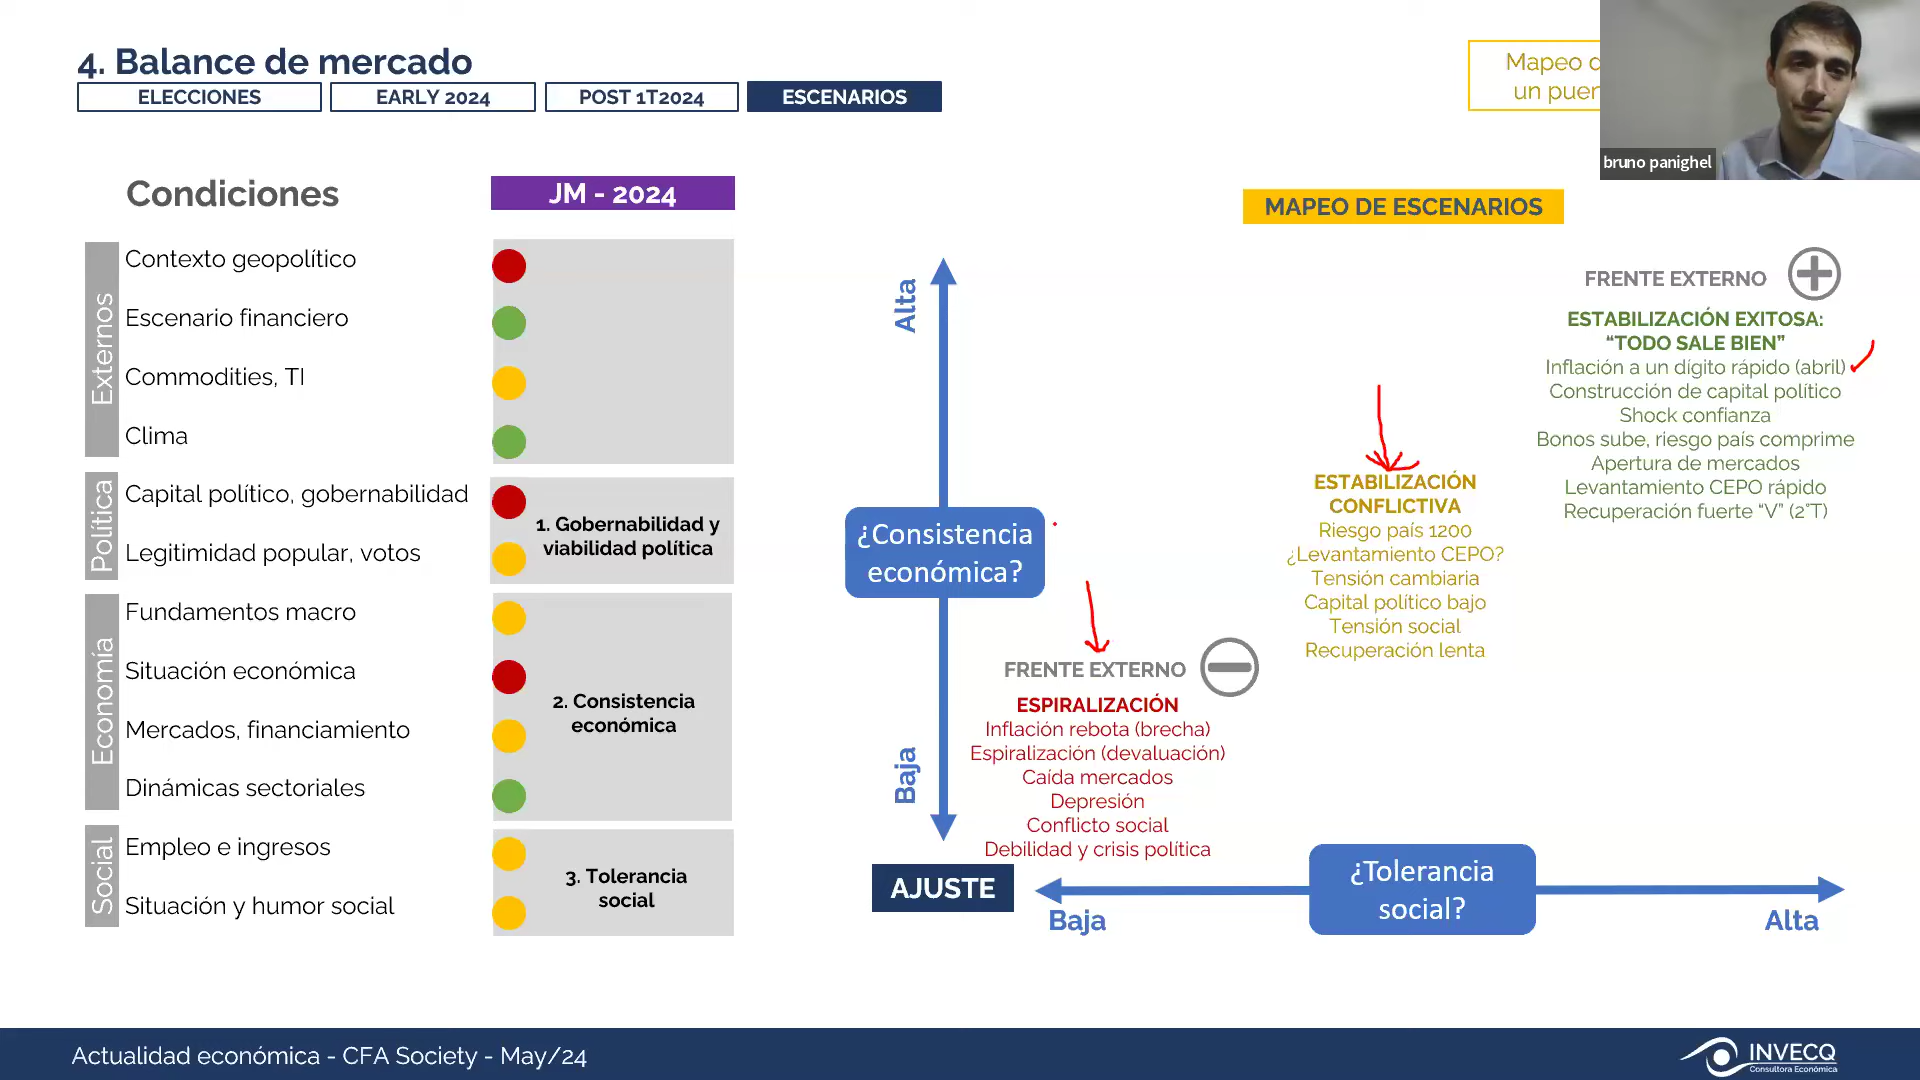 4. Balance de mercado
ELECCIONES
EARLY 2024
POST 1T2024
ESCENARIOS
Mapeo
un
bruno panighel
Condiciones
JM - 2024
Externos
Contexto geopolítico
Escenario financiero
Commodities, TI
Clima
Política
Capital político, gobernabilidad
Legitimidad popular, votos
1. Gobernabilidad y
viabilidad política
Economía
Fundamentos macro
Situación económica
Mercados, financiamiento
Dinámicas sectoriales
2. Consistencia
económica
Social
Empleo e ingresos
Situación y humor social
3. Tolerancia
social
MAPEO DE ESCENARIOS
FRENTE EXTERNO
ESTABILIZACIÓN EXITOSA:
“TODO SALE BIEN”
Inflación a un dígito rápido (abril)
Construcción de capital político
Shock confianza
Bonos sube, riesgo país comprime
Apertura de mercados
Levantamiento CEPO rápido
Recuperación fuerte “V” (2°T)
ESTABILIZACIÓN
CONFLICTIVA
Riesgo país 1200
¿Levantamiento CEPO?
Tensión cambiaria
Capital político bajo
Tensión social
Recuperación lenta
Alta
¿Consistencia
económica?
Baja
FRENTE EXTERNO
ESPIRALIZACIÓN
Inflación rebota (brecha)
Espiralización (devaluación)
Caída mercados
Depresión
Conflicto social
Debilidad y crisis política
AJUSTE
Baja
¿Tolerancia
social?
Alta
Actualidad económica - CFA Society - May/24
INVECQ
Consultora Económica